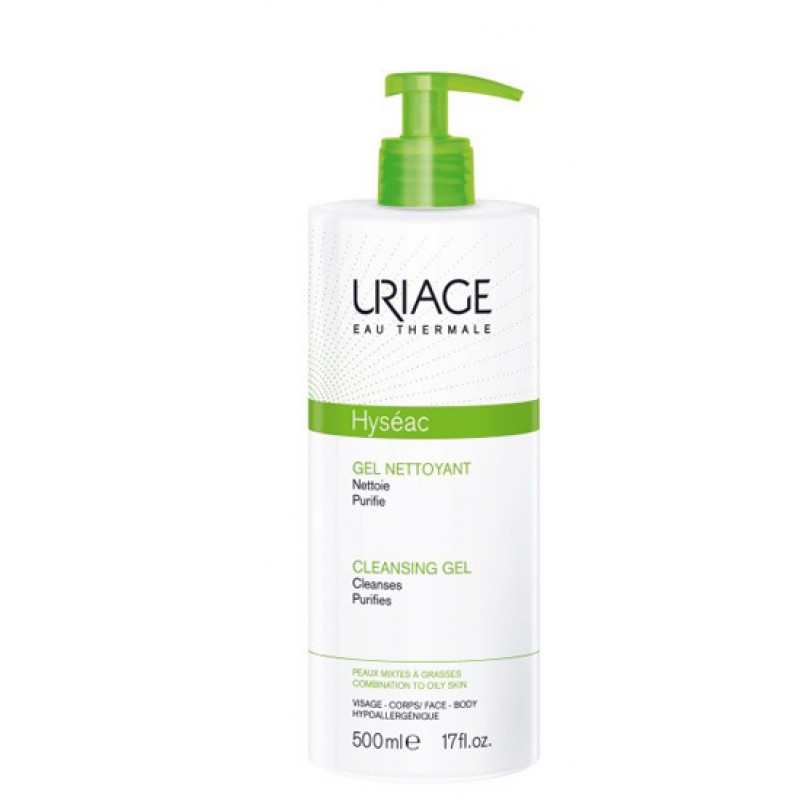 URIAGE
EAU THERMALE
Hyséac
GEL NETTOYANT
Nettoie
Purifie
CLEANSING GEL
Cleanses
Purifies
PEAUX MIXTES À GRASSES
COMBINATION TO OILY SKIN
VISAGE - CORPS/ FACE - BODY
HYPOALLERGÉNIQUE
500ml℮ 17fl.oz.